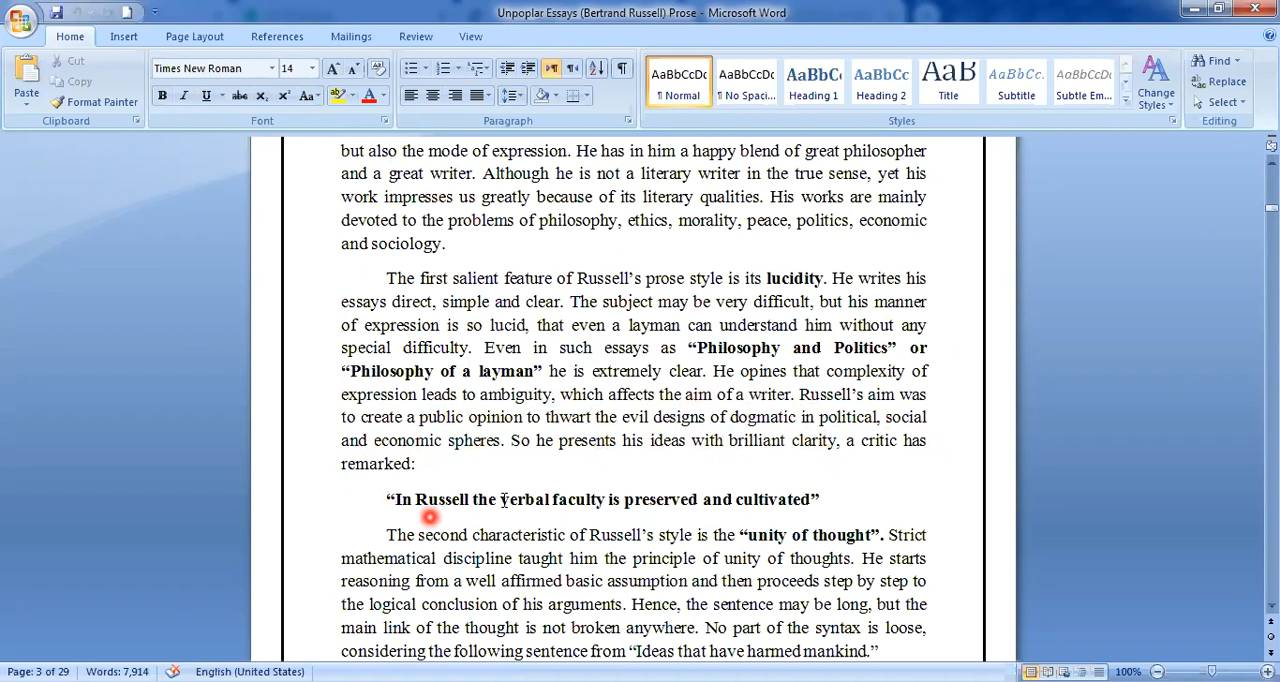 Unpoplar Essays (Bertrand Russell) Prose - Microsoft Word
Home Insert Page Layout References Mailings Review View
Paste Cut Copy Format Painter
Clipboard
Times New Roman 14
B I U abc X₂ X² Aa A
Font
Paragraph
AaBbCcDc AaBbCcDc AaBbC AaBbCc AaB AaBbCc. AaBbCcDc
¶ Normal ¶ No Spaci... Heading 1 Heading 2 Title Subtitle Subtle Em...
Change Styles
Styles
Find Replace Select
Editing
but also the mode of expression. He has in him a happy blend of great philosopher
and a great writer. Although he is not a literary writer in the true sense, yet his
work impresses us greatly because of its literary qualities. His works are mainly
devoted to the problems of philosophy, ethics, morality, peace, politics, economic
and sociology.
The first salient feature of Russell’s prose style is its lucidity. He writes his
essays direct, simple and clear. The subject may be very difficult, but his manner
of expression is so lucid, that even a layman can understand him without any
special difficulty. Even in such essays as “Philosophy and Politics” or
“Philosophy of a layman” he is extremely clear. He opines that complexity of
expression leads to ambiguity, which affects the aim of a writer. Russell’s aim was
to create a public opinion to thwart the evil designs of dogmatic in political, social
and economic spheres. So he presents his ideas with brilliant clarity, a critic has
remarked:
“In Russell the verbal faculty is preserved and cultivated”
The second characteristic of Russell’s style is the “unity of thought”. Strict
mathematical discipline taught him the principle of unity of thoughts. He starts
reasoning from a well affirmed basic assumption and then proceeds step by step to
the logical conclusion of his arguments. Hence, the sentence may be long, but the
main link of the thought is not broken anywhere. No part of the syntax is loose,
considering the following sentence from “Ideas that have harmed mankind.”
Page: 3 of 29 Words: 7,914 English (United States) 100%